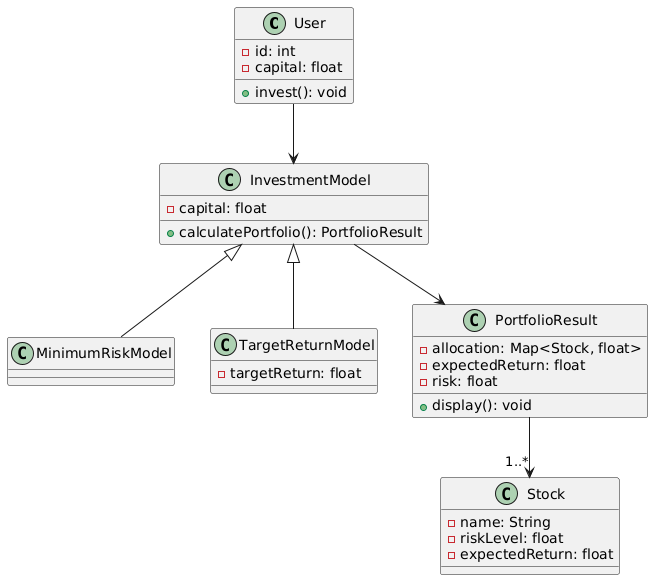 C User
id: int
capital: float
invest(): void
C InvestmentModel
capital: float
calculatePortfolio(): PortfolioResult
C MinimumRiskModel
C TargetReturnModel
targetReturn: float
C PortfolioResult
allocation: Map<Stock, float>
expectedReturn: float
risk: float
display(): void
1..*
C Stock
name: String
riskLevel: float
expectedReturn: float